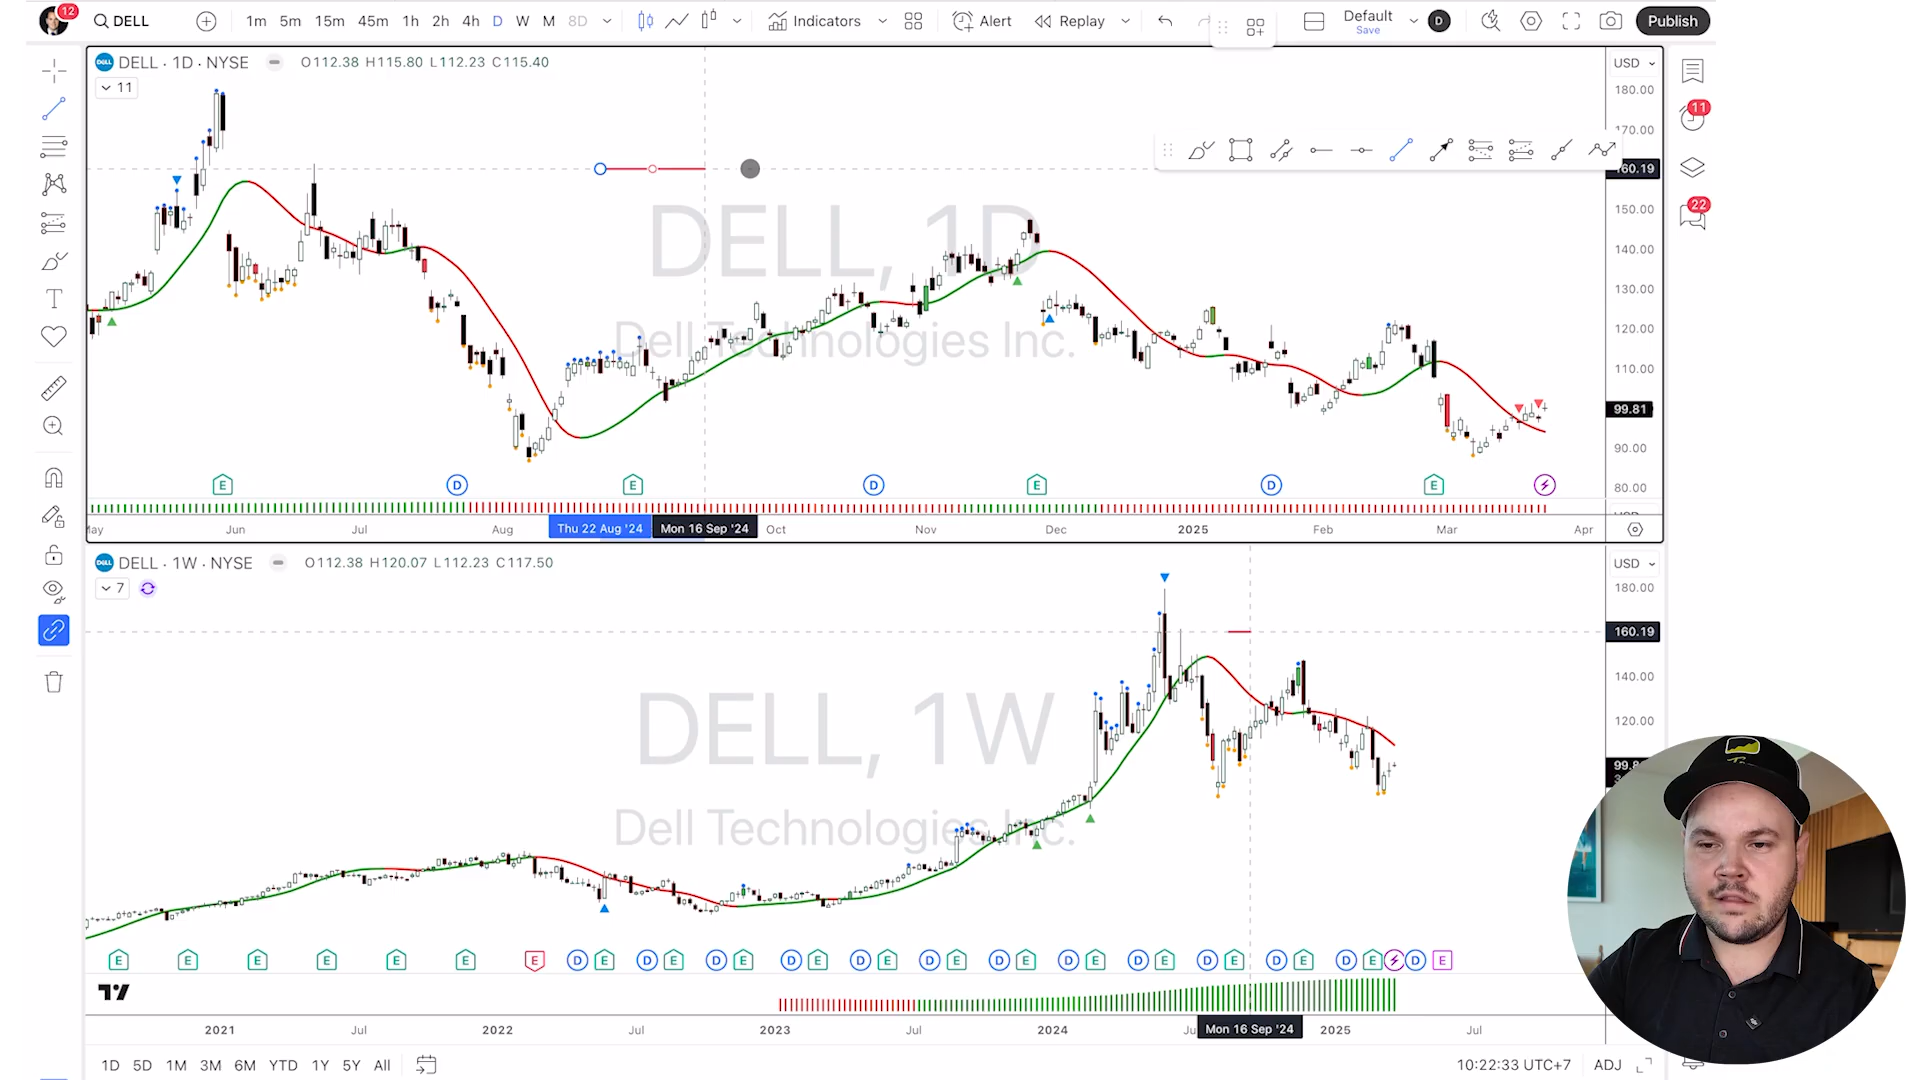 12
DELL
1m 5m 15m 45m 1h 2h 4h D W M 8D
Indicators
Alert
Replay
Default
Save
D
Publish
DELL · 1D · NYSE O112.38 H115.80 L112.23 C115.40
11
USD
180.00
170.00
160.19
150.00
140.00
130.00
120.00
110.00
99.81
90.00
80.00
DELL, 1D
Dell Technologies Inc.
E D E D E D E
Jun Jul Aug Thu 22 Aug '24 Mon 16 Sep '24 Oct Nov Dec 2025 Feb Mar Apr
11
22
DELL · 1W · NYSE O112.38 H120.07 L112.23 C117.50
7
USD
180.00
160.19
140.00
120.00
DELL, 1W
Dell Technologies Inc.
E E E E E E E D E D E D E D E D E D E D E D E D E D E D E D E D E
2021 Jul 2022 Jul 2023 Jul 2024 Mon 16 Sep '24 2025 Jul
1D 5D 1M 3M 6M YTD 1Y 5Y All
10:22:33 UTC+7 ADJ